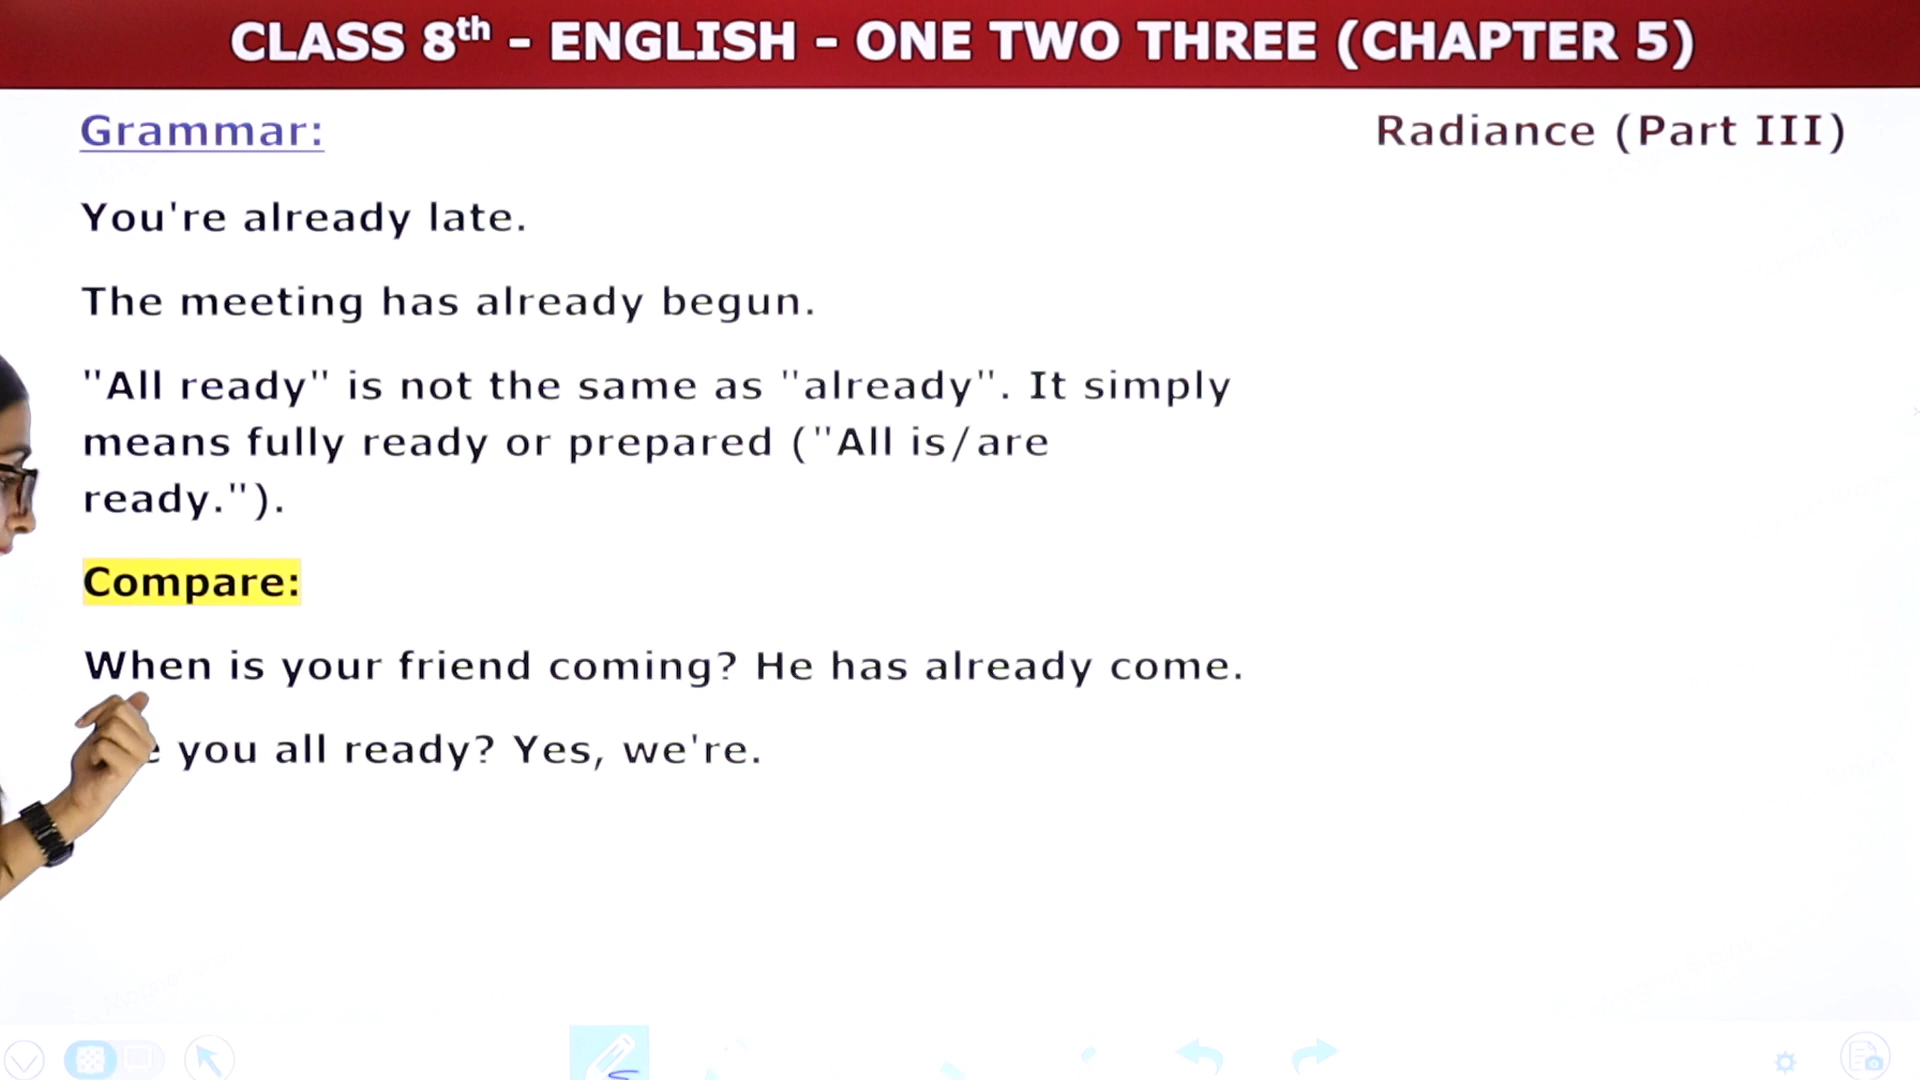 CLASS 8th - ENGLISH - ONE TWO THREE (CHAPTER 5)
Grammar:
Radiance (Part III)
You're already late.
The meeting has already begun.
"All ready" is not the same as "already". It simply
means fully ready or prepared ("All is/are
ready.").
Compare:
When is your friend coming? He has already come.
you all ready? Yes, we're.